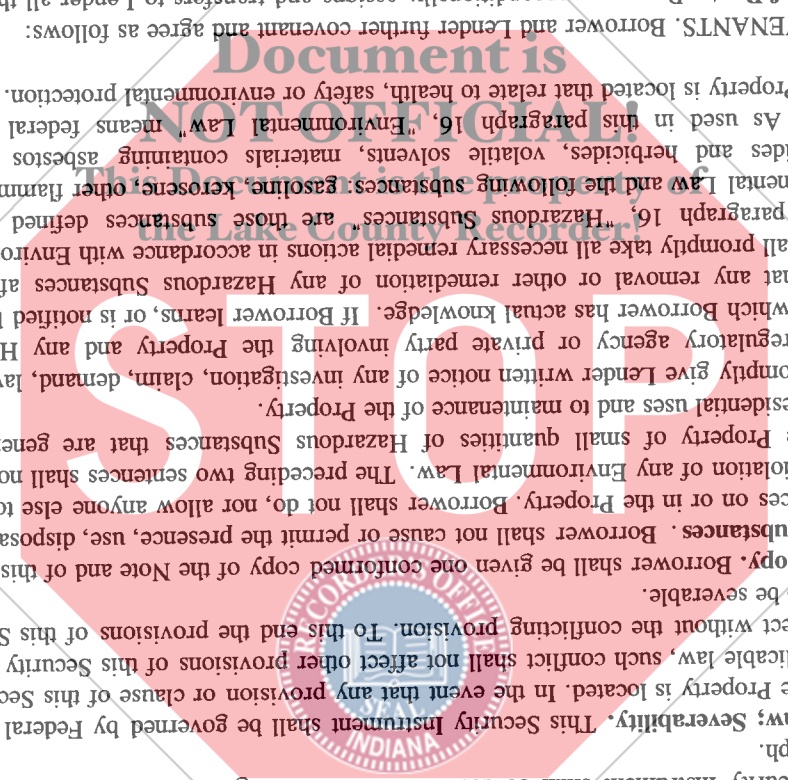 ph.
aw; Severability. This Security Instrument shall be governed by Federal
e Property is located. In the event that any provision or clause of this Sec
licable law, such conflict shall not affect other provisions of this Security
ect without the conflicting provision. To this end the provisions of this S
be severable.
opy. Borrower shall be given one conformed copy of the Note and of this
ubstances. Borrower shall not cause or permit the presence, use, disposa
ces on or in the Property. Borrower shall not do, nor allow anyone else to
iolation of any Environmental Law. The preceding two sentences shall no
e Property of small quantities of Hazardous Substances that are gene
esidential uses and to maintenance of the Property.
omptly give Lender written notice of any investigation, claim, demand, la
regulatory agency or private party involving the Property and any H
which Borrower has actual knowledge. If Borrower learns, or is notified
hat any removal or other remediation of any Hazardous Substances af
all promptly take all necessary remedial actions in accordance with Enviro
paragraph 16, "Hazardous Substances" are those substances defined
mental Law and the following substances: gasoline, kerosene, other flamm
ides and herbicides, volatile solvents, materials containing asbestos
As used in this paragraph 16, "Environmental Law" means federal
Property is located that relate to health, safety or environmental protection.
VENANTS. Borrower and Lender further covenant and agree as follows:
Document is
NOT OFFICIAL!
This Document is the property of
the Lake County Recorder!
STOP
RECORDER'S OFFICE
SEAL
INDIANA